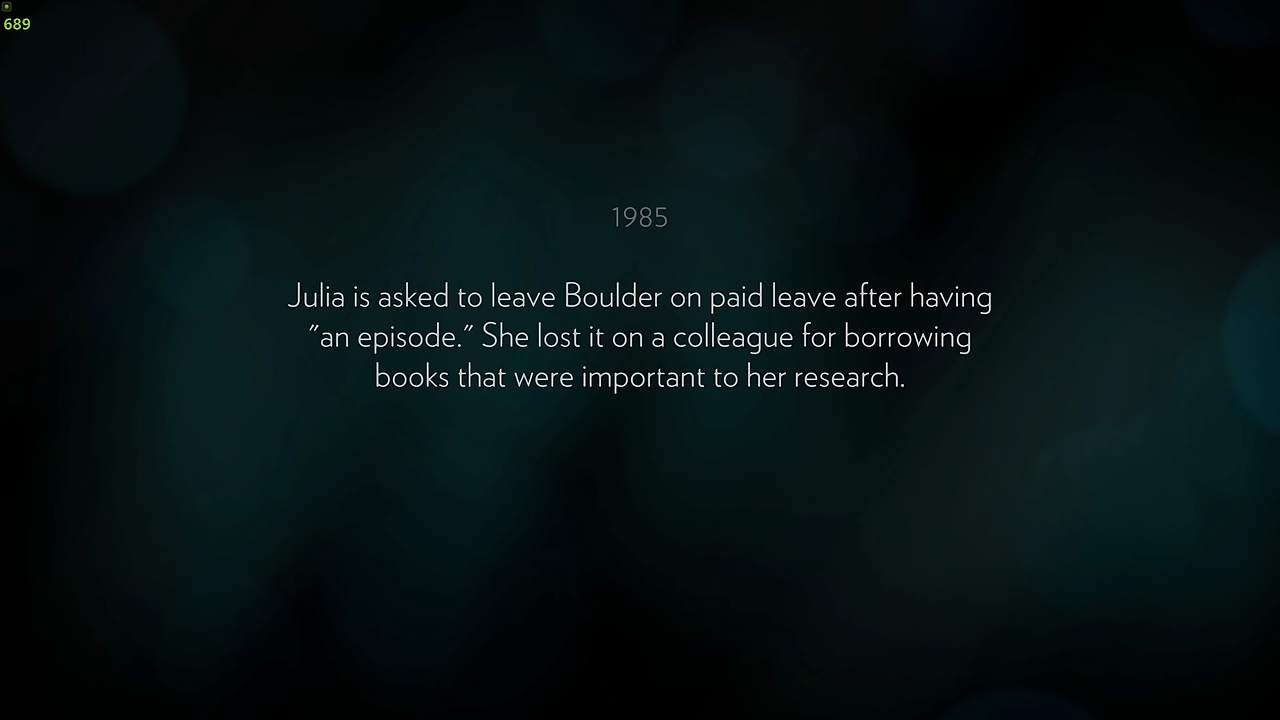 689
1985
Julia is asked to leave Boulder on paid leave after having
"an episode." She lost it on a colleague for borrowing
books that were important to her research.